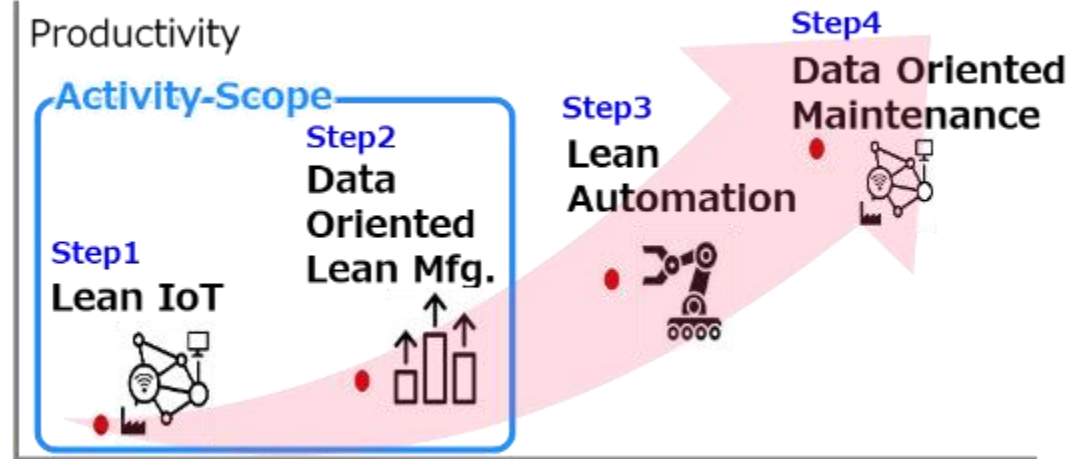 Productivity
Activity-Scope
Step1
Lean IoT
Step2
Data
Oriented
Lean Mfg.
Step3
Lean
Automation
Step4
Data Oriented
Maintenance